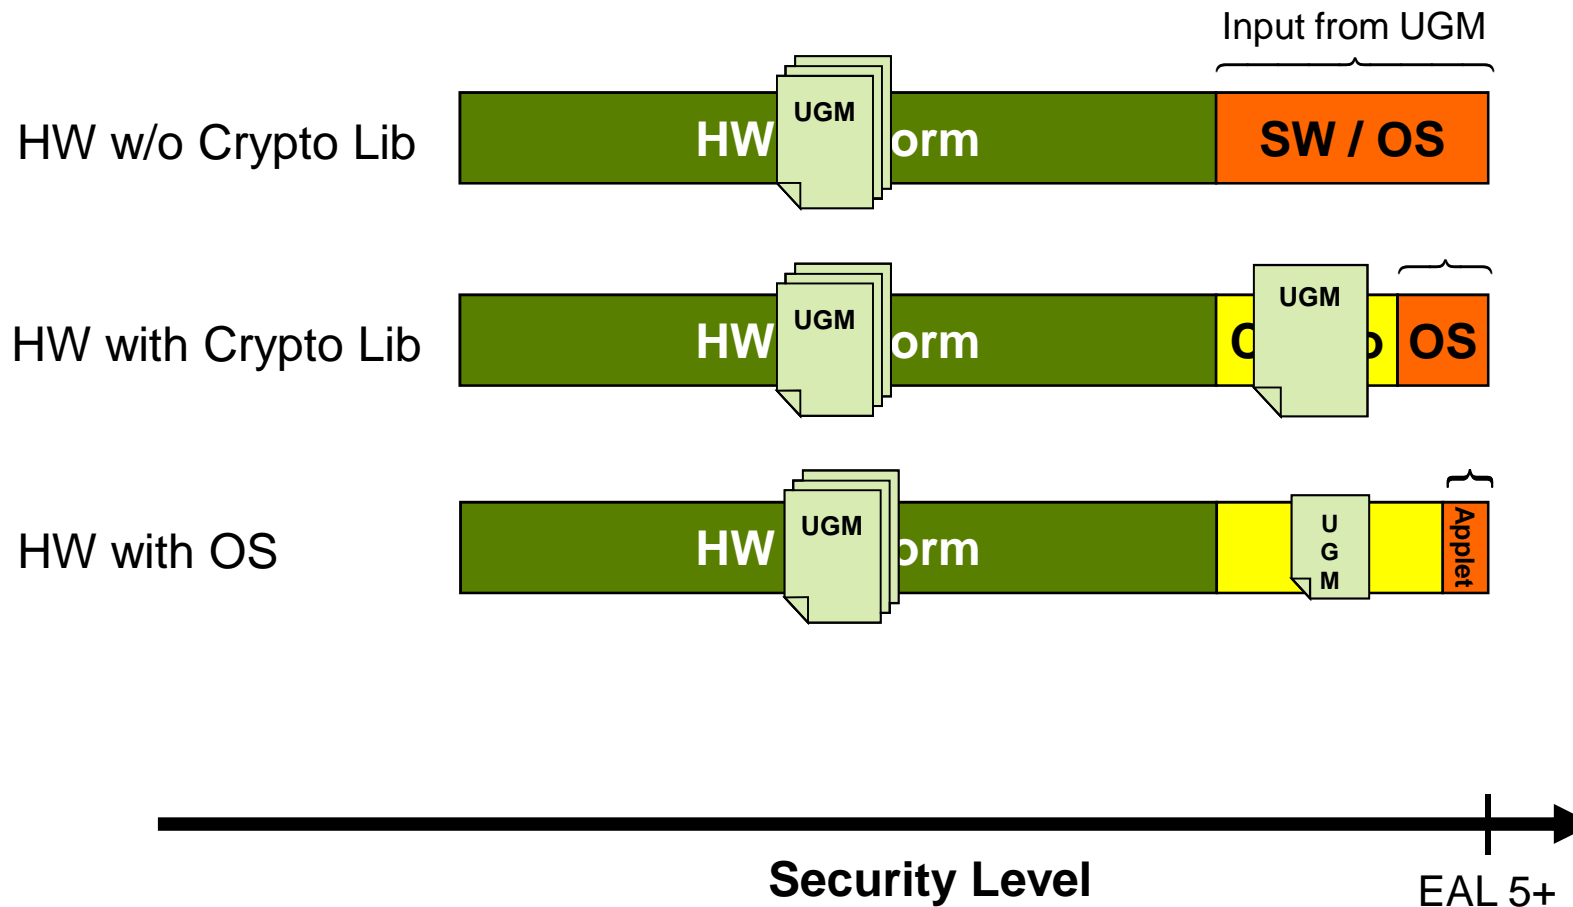 Input from UGM
HW w/o Crypto Lib
HW
UGM
orm
SW / OS
HW with Crypto Lib
HW
UGM
orm
UGM
OS
HW with OS
HW
UGM
orm
U
G
M
Applet
Security Level
EAL 5+